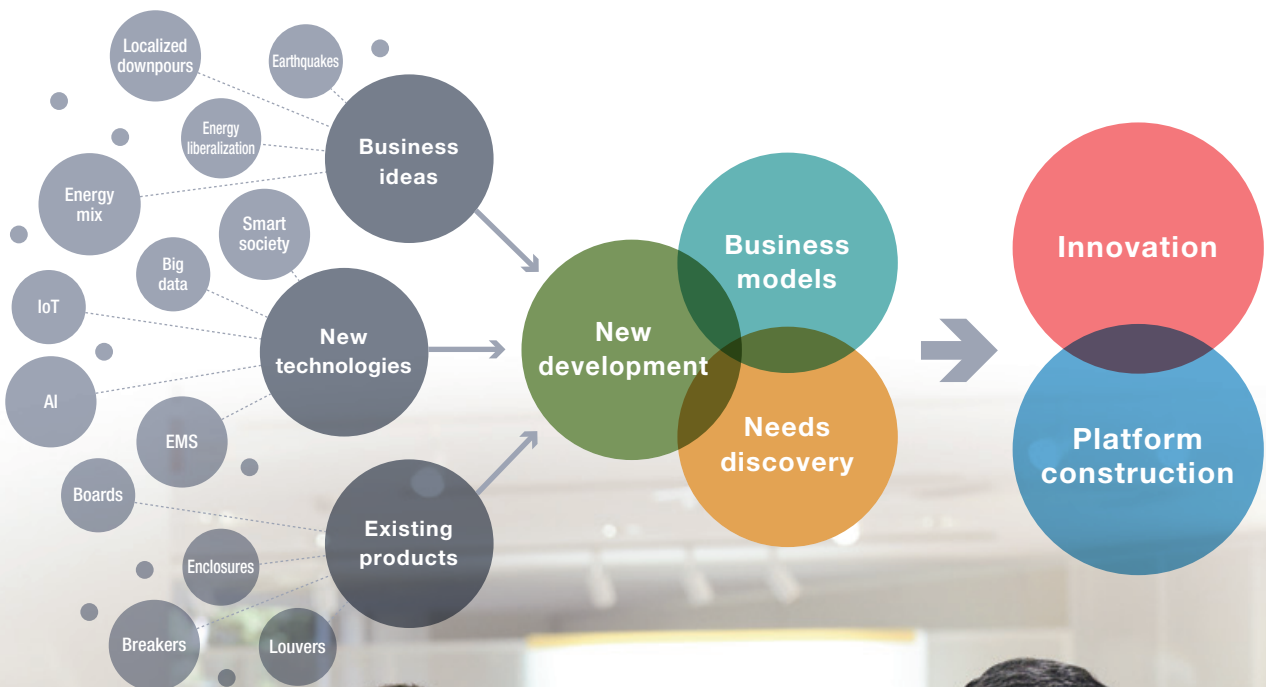 Localized
downpours
Earthquakes
Energy
liberalization
Energy
mix
Business
ideas
Smart
society
Big
data
IoT
AI
EMS
New
technologies
Boards
Enclosures
Breakers
Louvers
Existing
products
New
development
Business
models
Needs
discovery
Innovation
Platform
construction